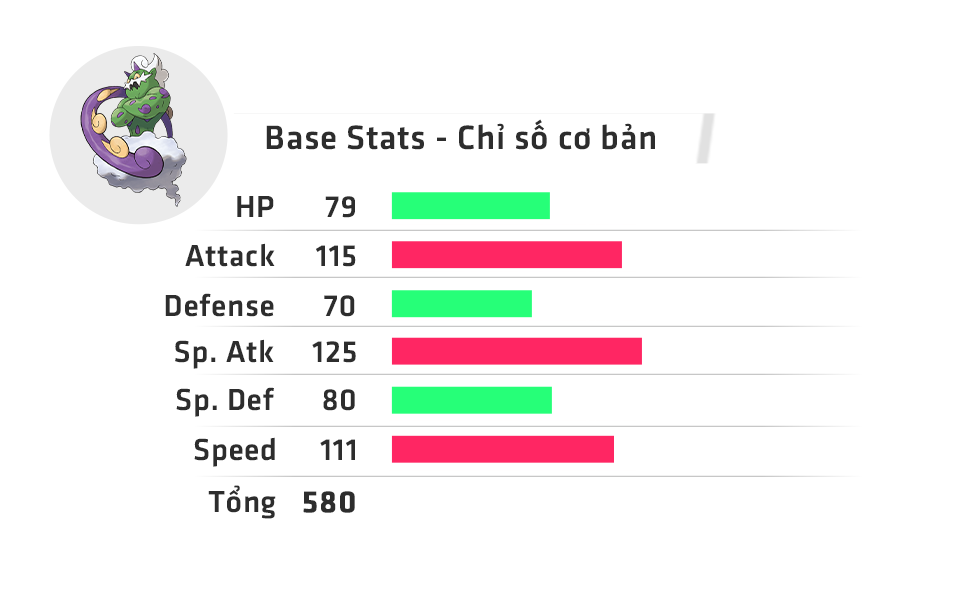 Base Stats - Chỉ số cơ bản
HP 79
Attack 115
Defense 70
Sp. Atk 125
Sp. Def 80
Speed 111
Tổng 580